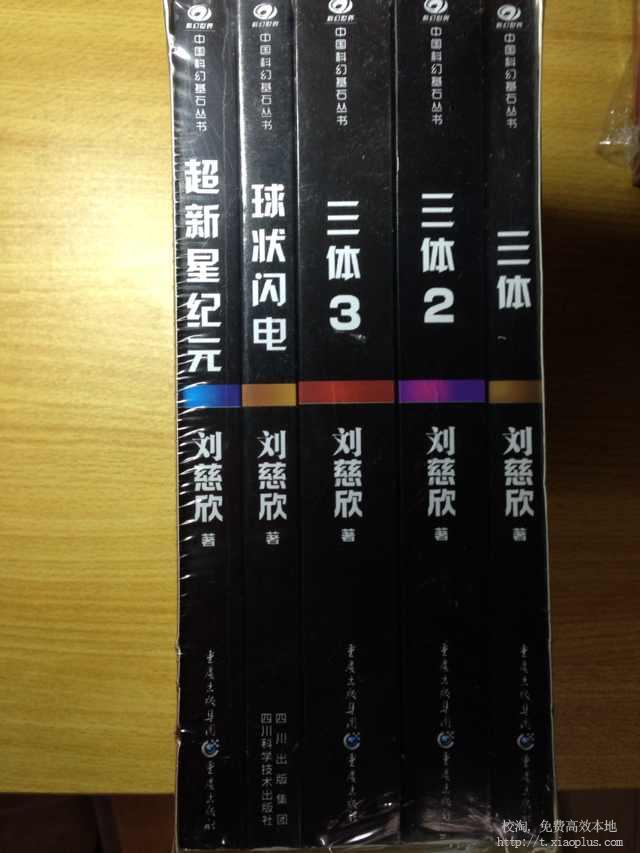 科幻世界
中国科幻基石丛书
超新星纪元
刘慈欣 著
重庆出版集团
重庆出版社
科幻世界
中国科幻基石丛书
球状闪电
刘慈欣 著
四川出版集团
四川科学技术出版社
科幻世界
中国科幻基石丛书
三体3
刘慈欣 著
重庆出版集团
重庆出版社
科幻世界
中国科幻基石丛书
三体2
刘慈欣 著
重庆出版集团
重庆出版社
科幻世界
中国科幻基石丛书
三体
刘慈欣 著
重庆出版集团
重庆出版社
校淘，免费高效本地
http://t.xiaoplus.com